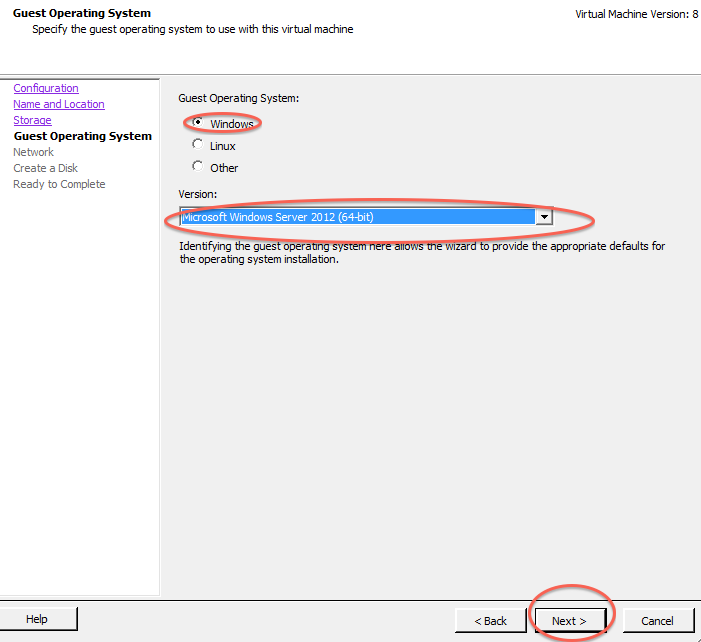 Guest Operating System
Virtual Machine Version: 8
Specify the guest operating system to use with this virtual machine
Configuration
Name and Location
Storage
Guest Operating System
Network
Create a Disk
Ready to Complete
Guest Operating System:
Windows
Linux
Other
Version:
Microsoft Windows Server 2012 (64-bit)
Identifying the guest operating system here allows the wizard to provide the appropriate defaults for
the operating system installation.
Help
< Back
Next >
Cancel